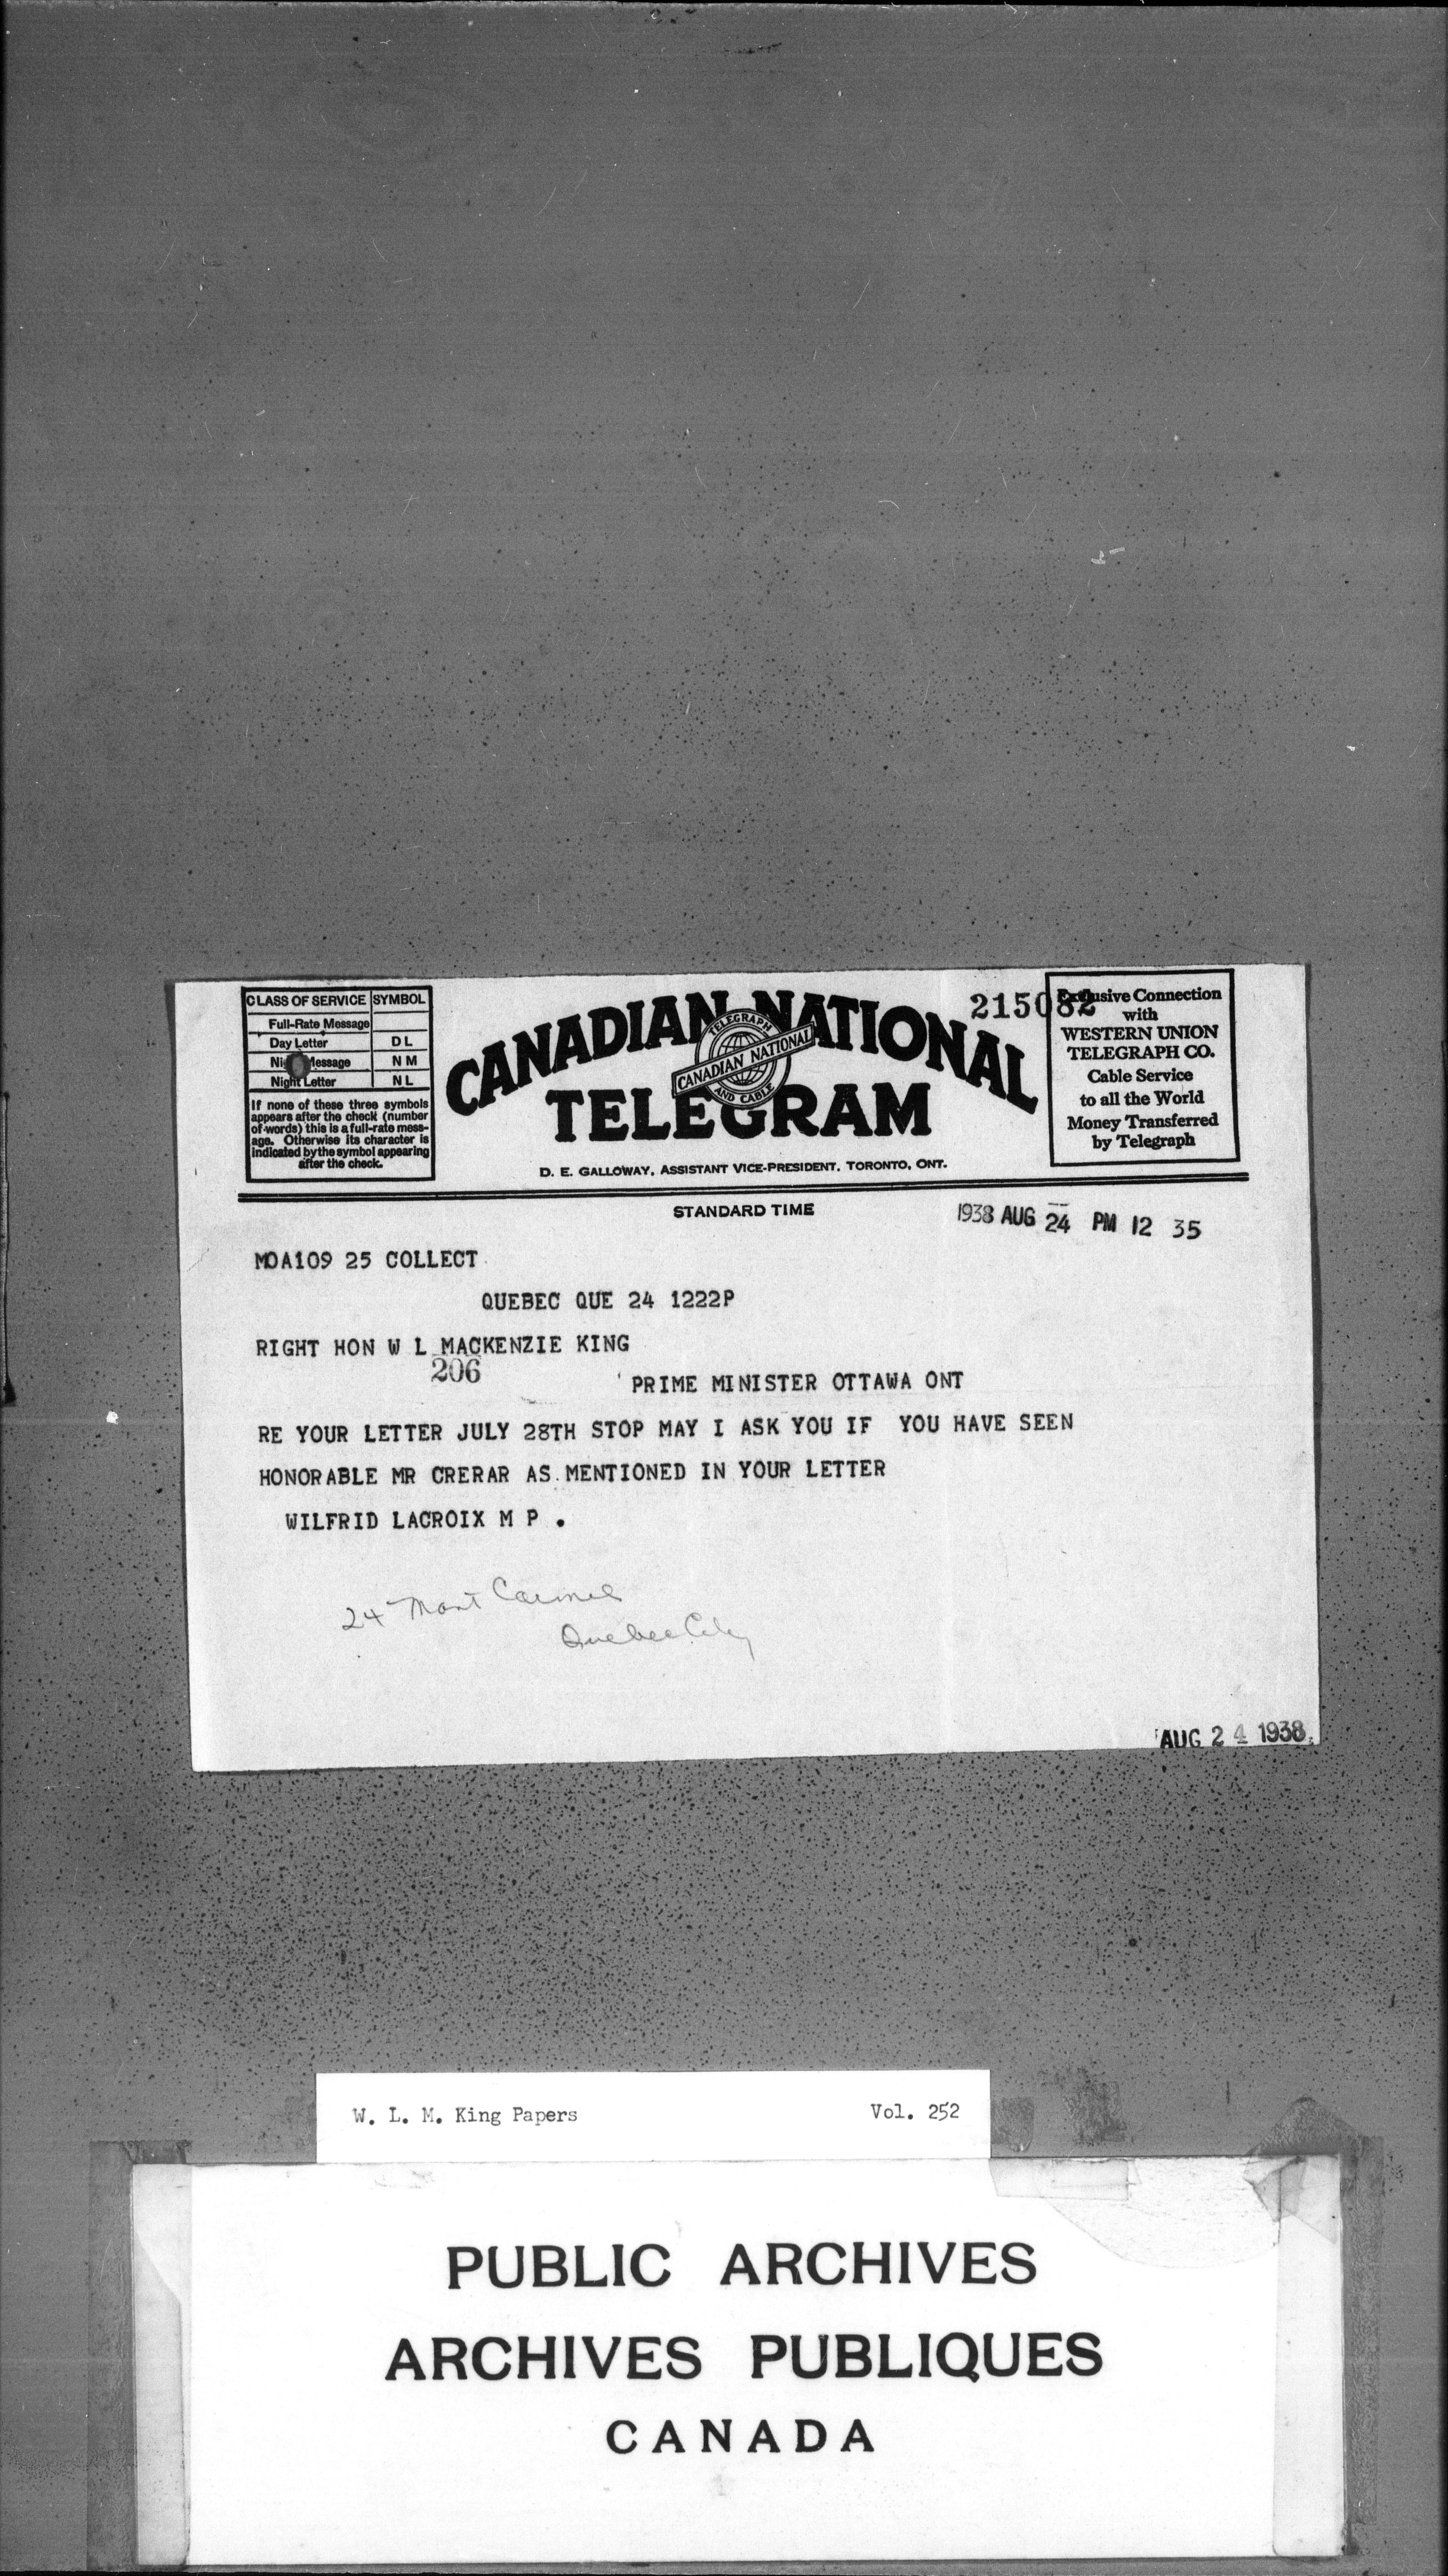 CLASS OF SERVICE SYMBOL
Full-Rate Message
Day Letter D L
Night Message N M
Night Letter N L
If none of these three symbols
appears after the check (number
of words) this is a full-rate mess-
age. Otherwise its character is
indicated by the symbol appearing
after the check.
CANADIAN NATIONAL
TELEGRAM
TELEGRAPH
CANADIAN NATIONAL
AND CABLE
D. E. GALLOWAY, ASSISTANT VICE-PRESIDENT, TORONTO, ONT.
215082
Exclusive Connection
with
WESTERN UNION
TELEGRAPH CO.
Cable Service
to all the World
Money Transferred
by Telegraph
STANDARD TIME
1938 AUG 24 PM 12 35
MOA109 25 COLLECT
QUEBEC QUE 24 1222P
RIGHT HON W L MACKENZIE KING
206
PRIME MINISTER OTTAWA ONT
RE YOUR LETTER JULY 28TH STOP MAY I ASK YOU IF YOU HAVE SEEN
HONORABLE MR CRERAR AS MENTIONED IN YOUR LETTER
WILFRID LACROIX M P .
24 Mont Carmel
Quebec City
AUG 24 1938
W. L. M. King Papers Vol. 252
PUBLIC ARCHIVES
ARCHIVES PUBLIQUES
CANADA